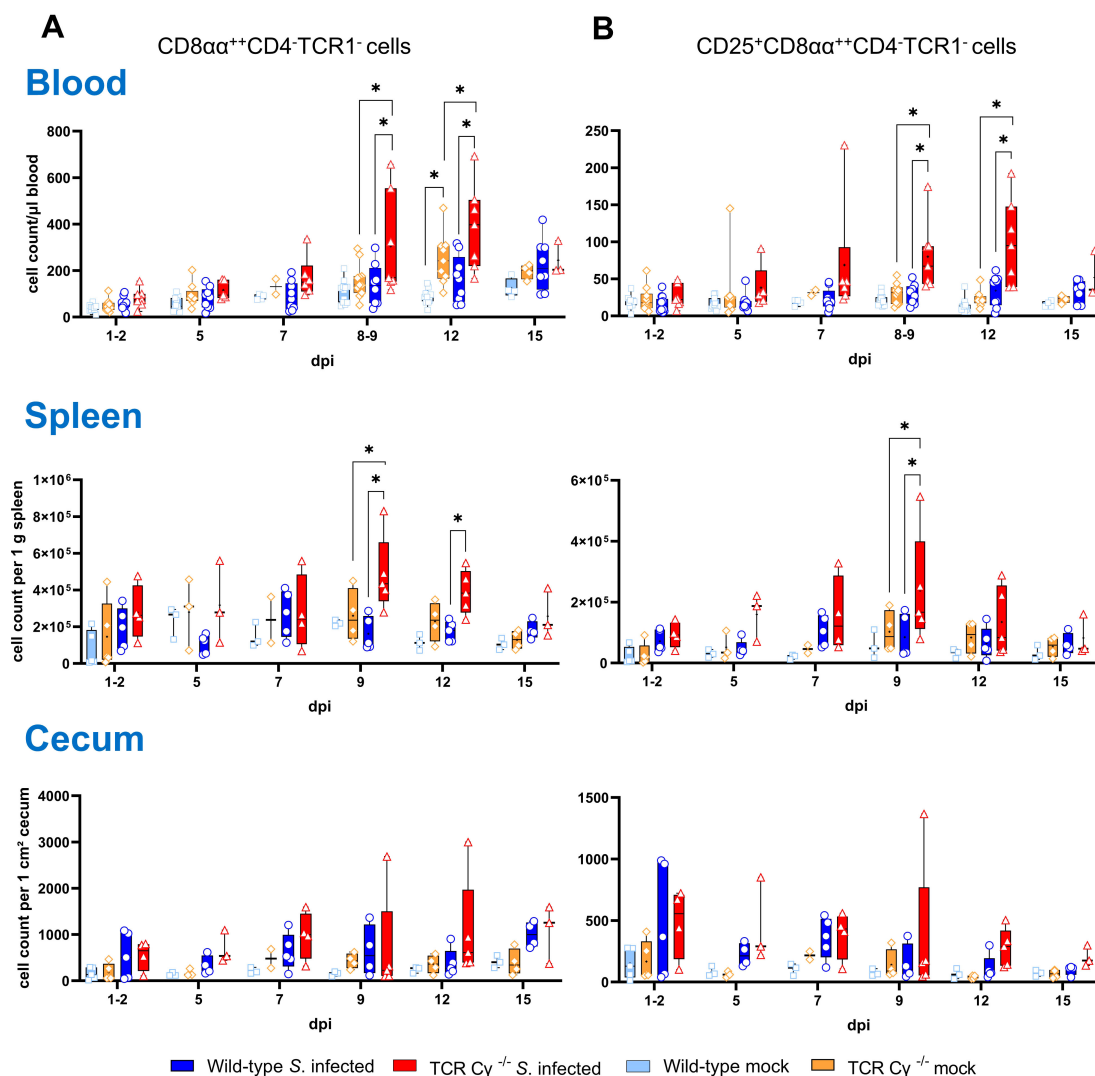 A
B
CD8αα⁺⁺CD4⁻TCR1⁻ cells
CD25⁺CD8αα⁺⁺CD4⁻TCR1⁻ cells
Blood
cell count/µl blood
800
600
400
200
0
* * * * *
1-2 5 7 8-9 12 15
dpi
250
200
150
100
50
0
* * * *
1-2 5 7 8-9 12 15
dpi
Spleen
cell count per 1 g spleen
1×10⁶
8×10⁵
6×10⁵
4×10⁵
2×10⁵
0
* * *
1-2 5 7 9 12 15
dpi
6×10⁵
4×10⁵
2×10⁵
0
* *
1-2 5 7 9 12 15
dpi
Cecum
cell count per 1 cm² cecum
4000
3000
2000
1000
0
1-2 5 7 9 12 15
dpi
1500
1000
500
0
1-2 5 7 9 12 15
dpi
Wild-type S. infected TCR Cγ ⁻/⁻ S. infected Wild-type mock TCR Cγ ⁻/⁻ mock